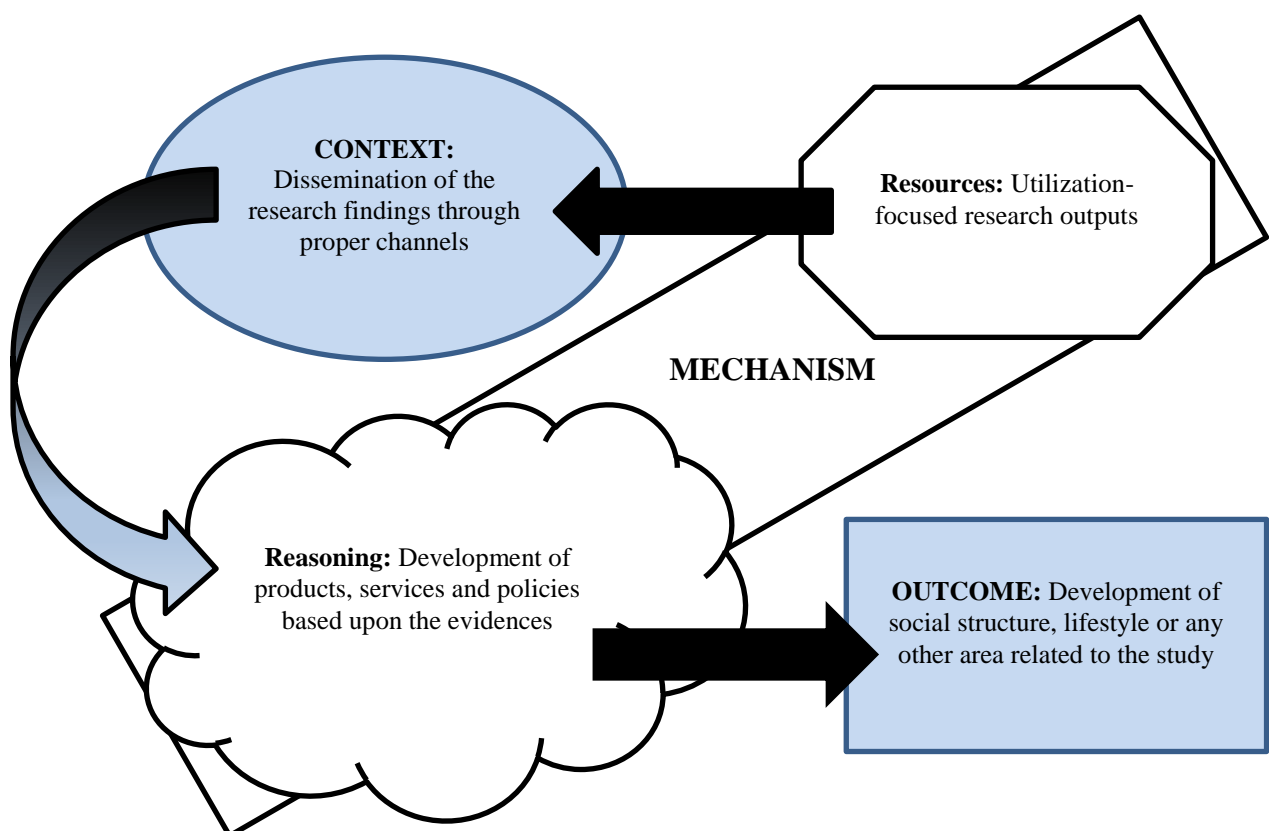 CONTEXT:
Dissemination of the
research findings through
proper channels
Resources: Utilization-
focused research outputs
MECHANISM
Reasoning: Development of
products, services and policies
based upon the evidences
OUTCOME: Development of
social structure, lifestyle or any
other area related to the study